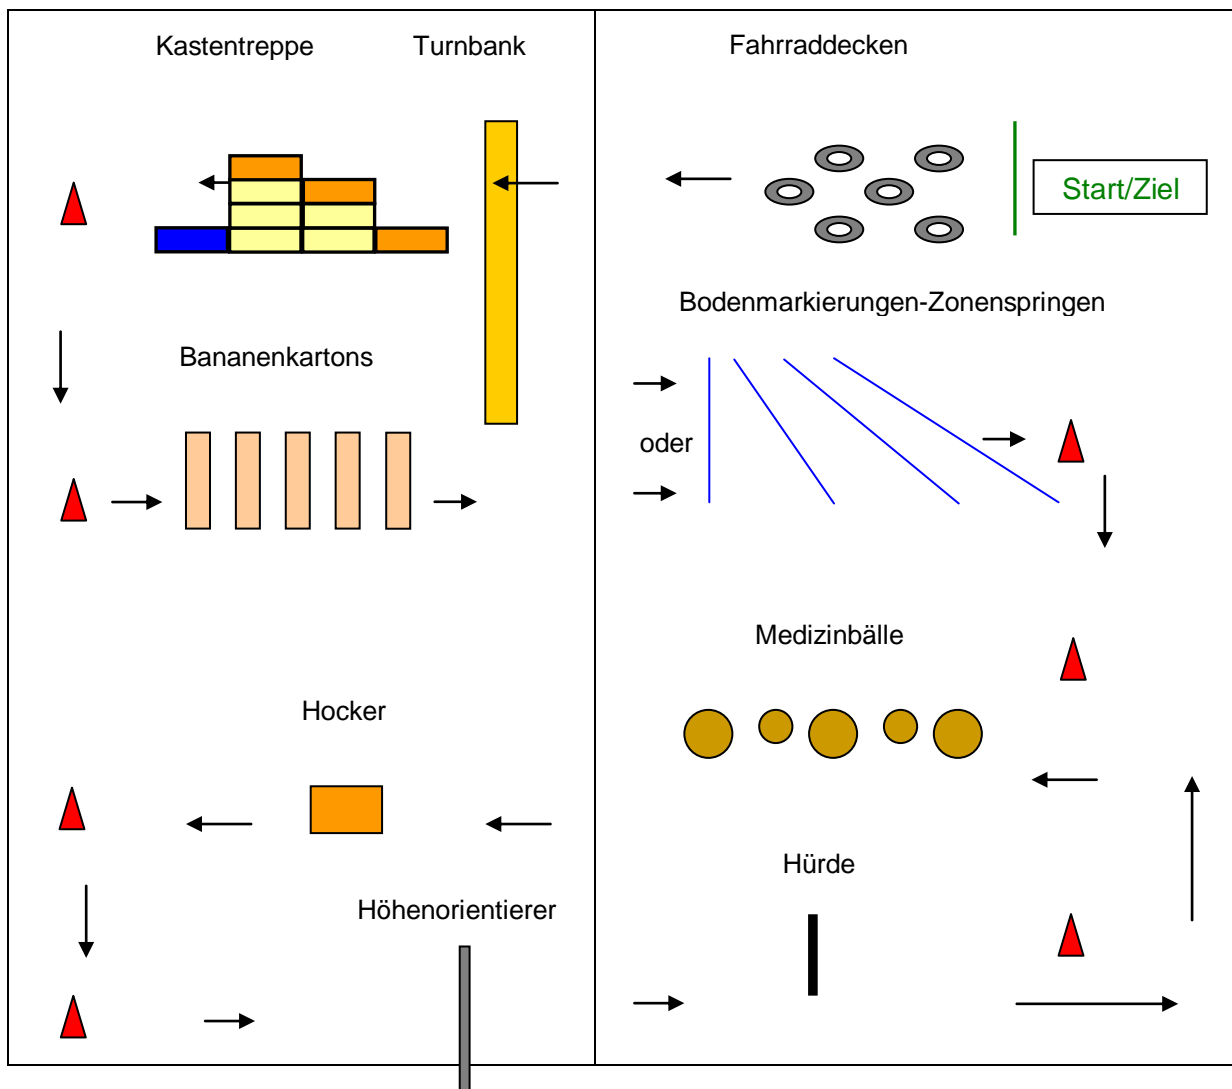 Kastentreppe
Turnbank
Fahrraddecken
Start/Ziel
Bodenmarkierungen-Zonenspringen
Bananenkartons
oder
Medizinbälle
Hocker
Hürde
Höhenorientierer